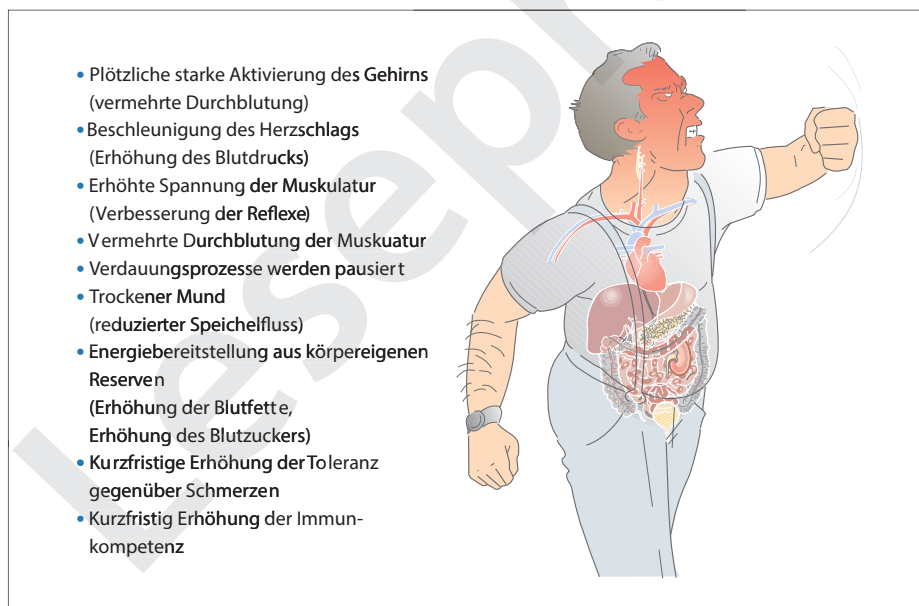 • Plötzliche starke Aktivierung des Gehirns
(vermehrte Durchblutung)
• Beschleunigung des Herzschlags
(Erhöhung des Blutdrucks)
• Erhöhte Spannung der Muskulatur
(Verbesserung der Reflexe)
• Vermehrte Durchblutung der Muskuatur
• Verdauungsprozesse werden pausiert
• Trockener Mund
(reduzierter Speichelfluss)
• Energiebereitstellung aus körpereigenen
Reserven
(Erhöhung der Blutfette,
Erhöhung des Blutzuckers)
• Kurzfristige Erhöhung der Toleranz
gegenüber Schmerzen
• Kurzfristig Erhöhung der Immun-
kompetenz
Lesepr